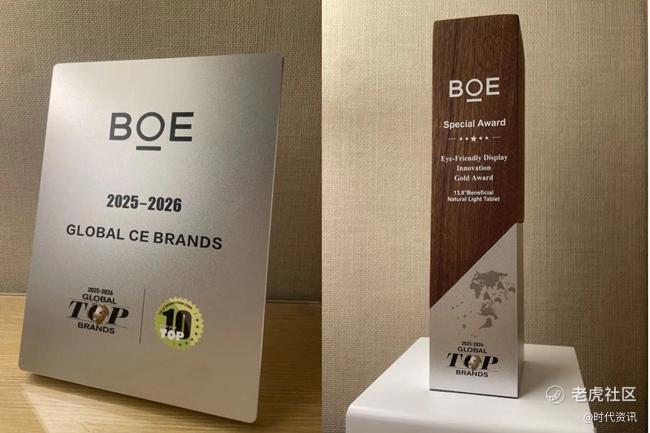 BOE
2025-2026
GLOBAL CE BRANDS
2025-2026
GLOBAL
TOP
BRANDS
10
TOP
BOE
Special Award
Eye-Friendly Display
Innovation
Gold Award
13.8"Beneficial
Natural Light Tablet
2025-2026
GLOBAL
TOP
BRANDS
老虎社区
@时代资讯